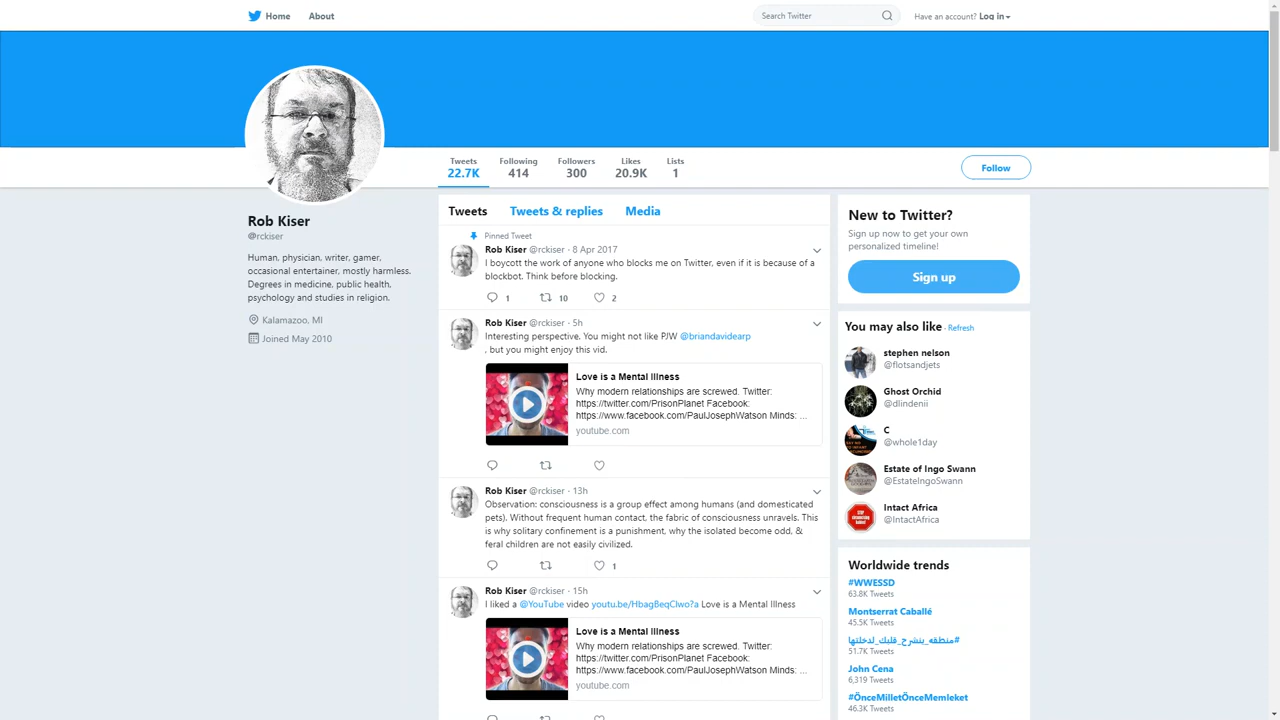 Home
About
Search Twitter
Have an account? Log in
Tweets
22.7K
Following
414
Followers
300
Likes
20.9K
Lists
1
Follow
Rob Kiser
@rckiser
Human, physician, writer, gamer,
occasional entertainer, mostly harmless.
Degrees in medicine, public health,
psychology and studies in religion.
Kalamazoo, MI
Joined May 2010
Tweets
Tweets & replies
Media
Pinned Tweet
Rob Kiser @rckiser · 8 Apr 2017
I boycott the work of anyone who blocks me on Twitter, even if it is because of a
blockbot. Think before blocking.
1
10
2
Rob Kiser @rckiser · 5h
Interesting perspective. You might not like PJW @briandavidearp
, but you might enjoy this vid.
Love is a Mental Illness
Why modern relationships are screwed. Twitter:
https://twitter.com/PrisonPlanet Facebook:
https://www.facebook.com/PaulJosephWatson Minds: ...
youtube.com
Rob Kiser @rckiser · 13h
Observation: consciousness is a group effect among humans (and domesticated
pets). Without frequent human contact, the fabric of consciousness unravels. This
is why solitary confinement is a punishment, why the isolated become odd, &
feral children are not easily civilized.
1
Rob Kiser @rckiser · 15h
I liked a @YouTube video youtu.be/HbagBeqClwo?a Love is a Mental Illness
Love is a Mental Illness
Why modern relationships are screwed. Twitter:
https://twitter.com/PrisonPlanet Facebook:
https://www.facebook.com/PaulJosephWatson Minds: ...
youtube.com
New to Twitter?
Sign up now to get your own
personalized timeline!
Sign up
You may also like · Refresh
stephen nelson
@flotsandjets
Ghost Orchid
@dlindenii
C
@whole1day
Estate of Ingo Swann
@EstateIngoSwann
Intact Africa
@IntactAfrica
Worldwide trends
#WWESSD
63.8K Tweets
Montserrat Caballé
45.5K Tweets
#منطقه_ينشرح_قلبك_لدخلتها
51.7K Tweets
John Cena
6,319 Tweets
#ÖnceMilletÖnceMemleket
46.3K Tweets